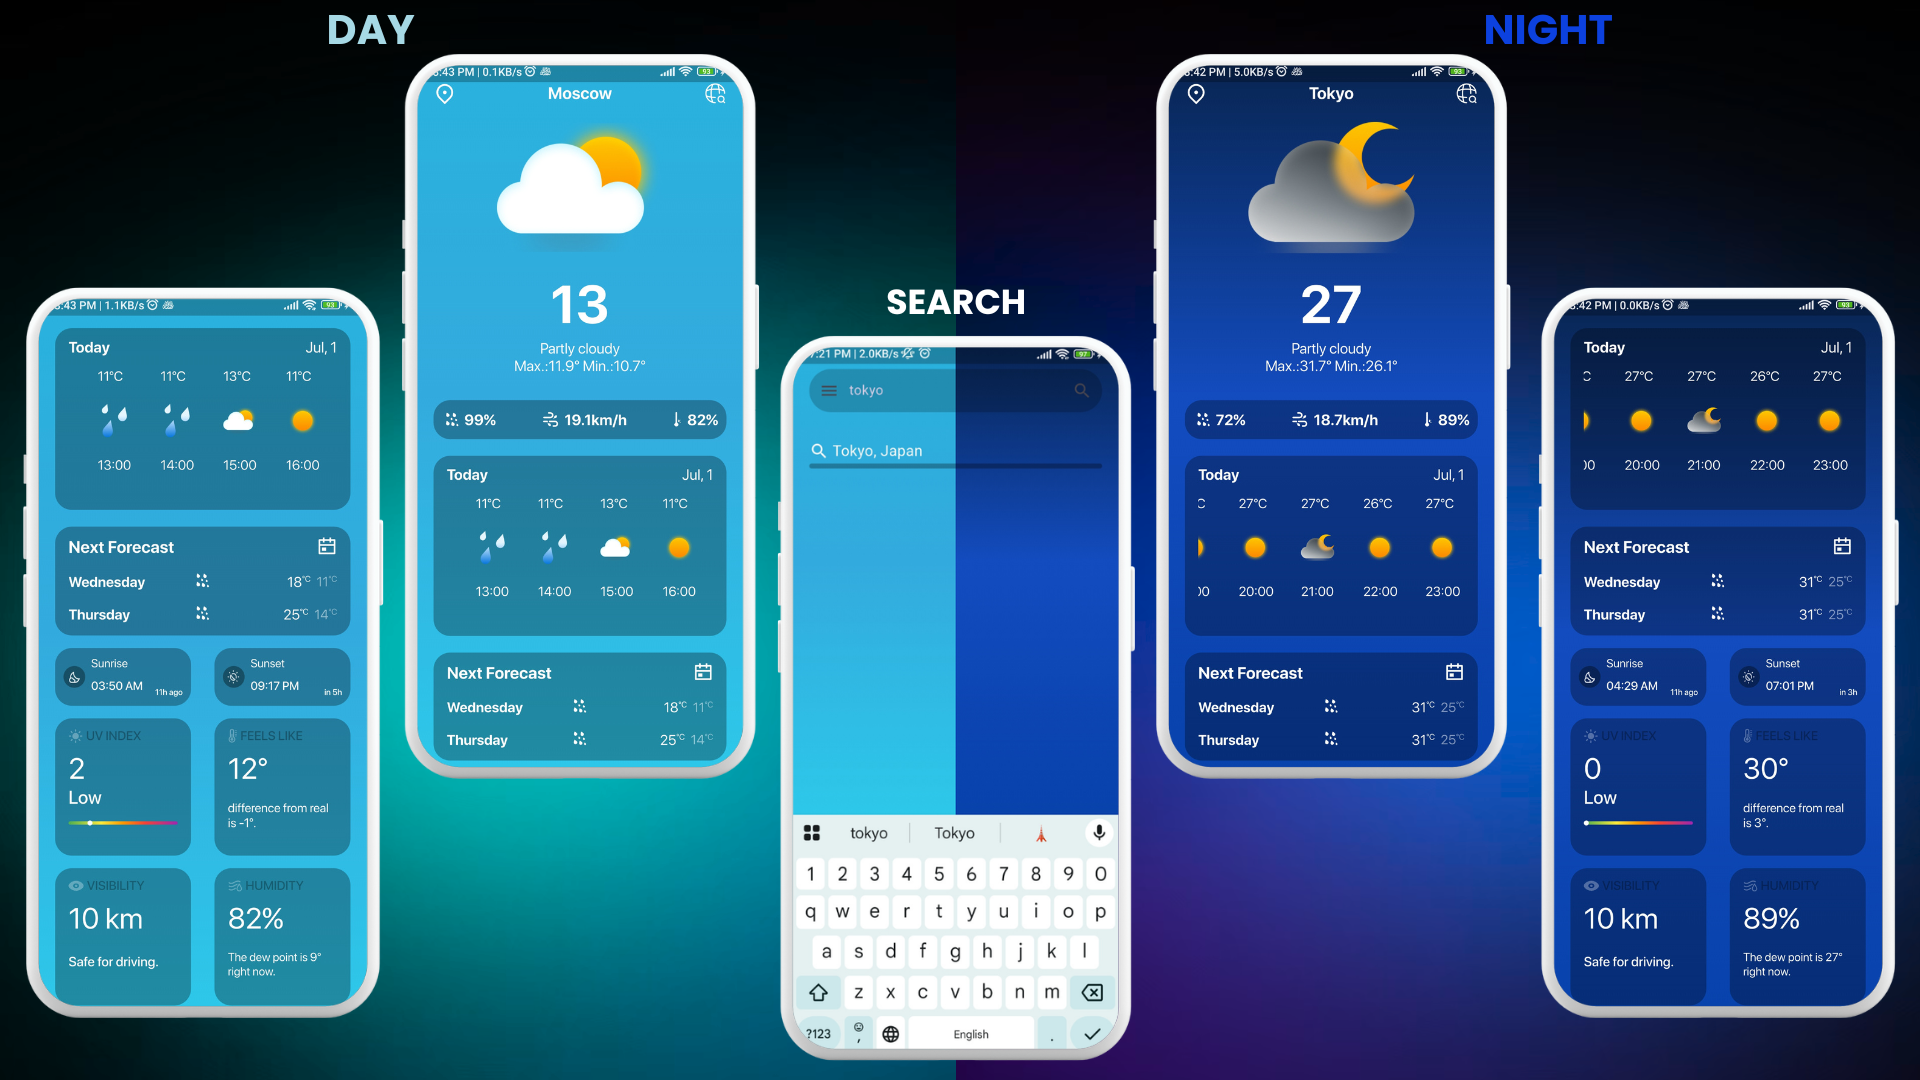 DAY
NIGHT
SEARCH
:43 PM | 1.1KB/s
93
Today Jul, 1
11°C 11°C 13°C 11°C
13:00 14:00 15:00 16:00
Next Forecast
Wednesday 18°C 11°C
Thursday 25°C 14°C
Sunrise
03:50 AM
11h ago
Sunset
09:17 PM
in 5h
UV INDEX
2
Low
FEELS LIKE
12°
difference from real
is -1°.
VISIBILITY
10 km
Safe for driving.
HUMIDITY
82%
The dew point is 9°
right now.
:43 PM | 0.1KB/s
93
Moscow
13
Partly cloudy
Max.:11.9° Min.:10.7°
99% 19.1km/h 82%
Today Jul, 1
11°C 11°C 13°C 11°C
13:00 14:00 15:00 16:00
Next Forecast
Wednesday 18°C 11°C
Thursday 25°C 14°C
7:21 PM | 2.0KB/s
97
tokyo
Tokyo, Japan
tokyo Tokyo
1 2 3 4 5 6 7 8 9 0
q w e r t y u i o p
a s d f g h j k l
z x c v b n m
?123 , English .
:42 PM | 5.0KB/s
93
Tokyo
27
Partly cloudy
Max.:31.7° Min.:26.1°
72% 18.7km/h 89%
Today Jul, 1
C 27°C 27°C 26°C 27°C
00 20:00 21:00 22:00 23:00
Next Forecast
Wednesday 31°C 25°C
Thursday 31°C 25°C
:42 PM | 0.0KB/s
93
Today Jul, 1
C 27°C 27°C 26°C 27°C
00 20:00 21:00 22:00 23:00
Next Forecast
Wednesday 31°C 25°C
Thursday 31°C 25°C
Sunrise
04:29 AM
11h ago
Sunset
07:01 PM
in 3h
UV INDEX
0
Low
FEELS LIKE
30°
difference from real
is 3°.
VISIBILITY
10 km
Safe for driving.
HUMIDITY
89%
The dew point is 27°
right now.